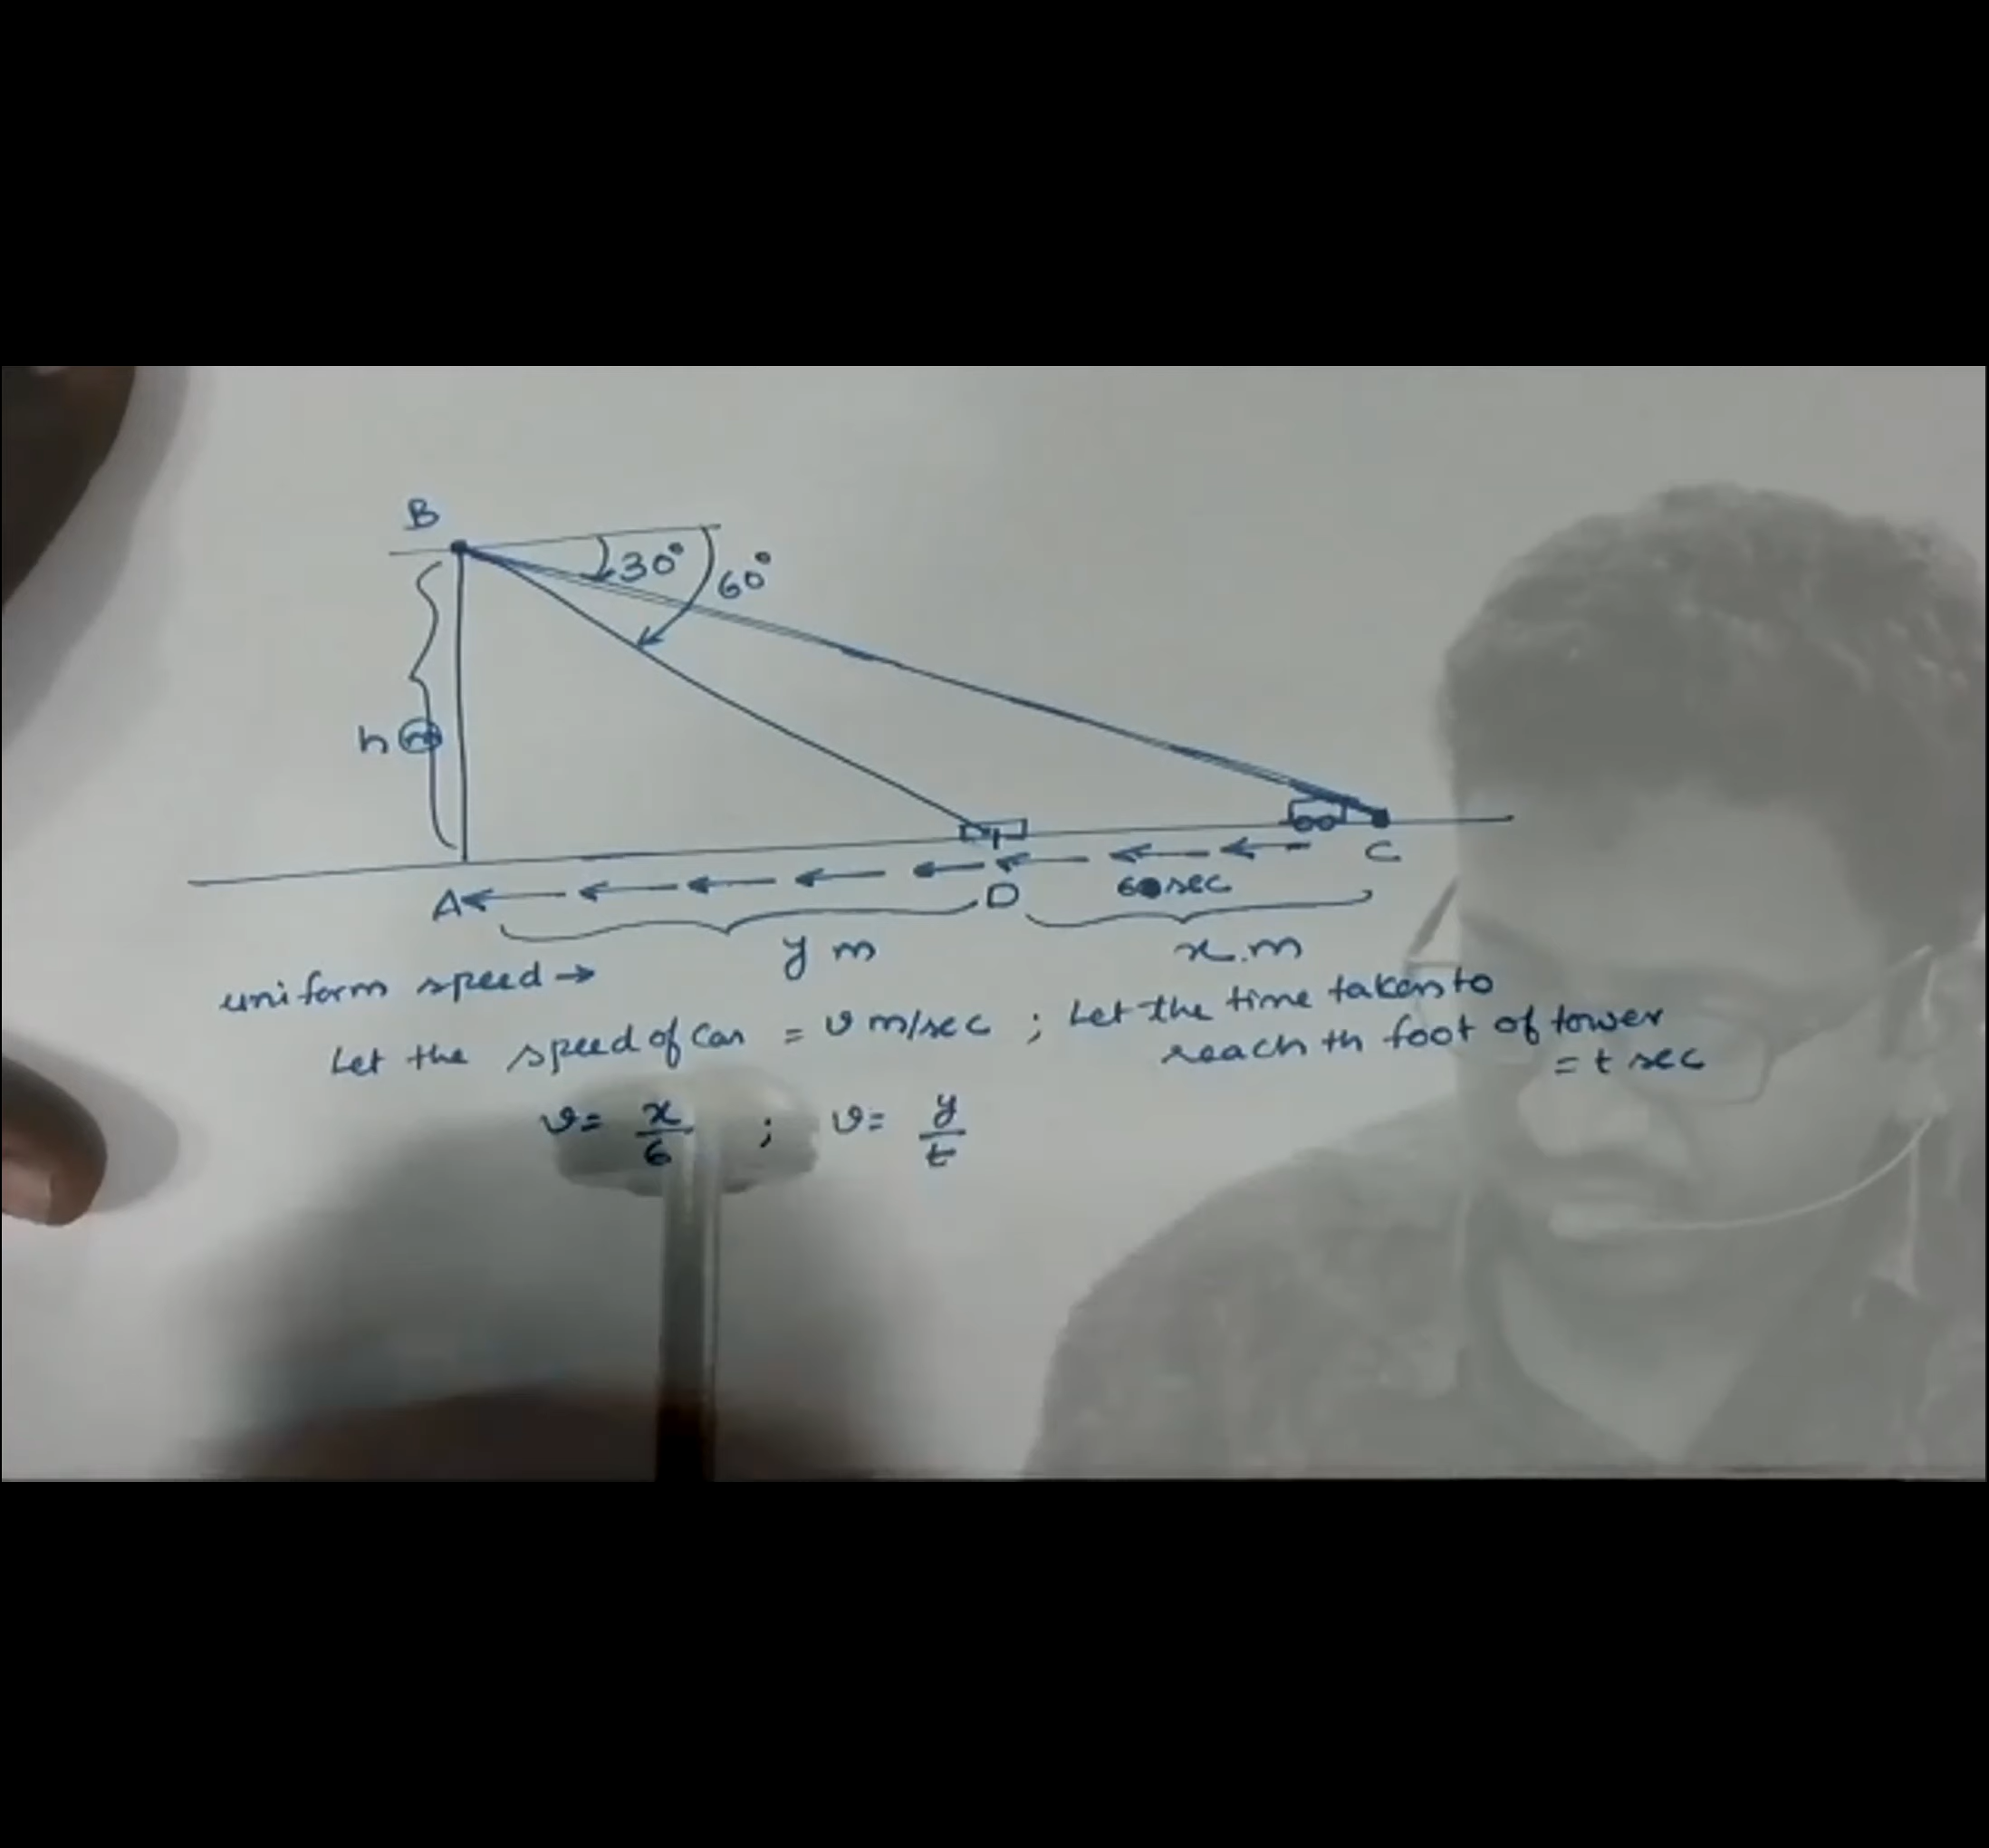 B
30°
60°
h m
C
A
D
6 sec
y m
x.m
uniform speed →
Let the speed of car = v m/sec ; Let the time taken to
reach th foot of tower
= t sec
v = x/6 ; v = y/t